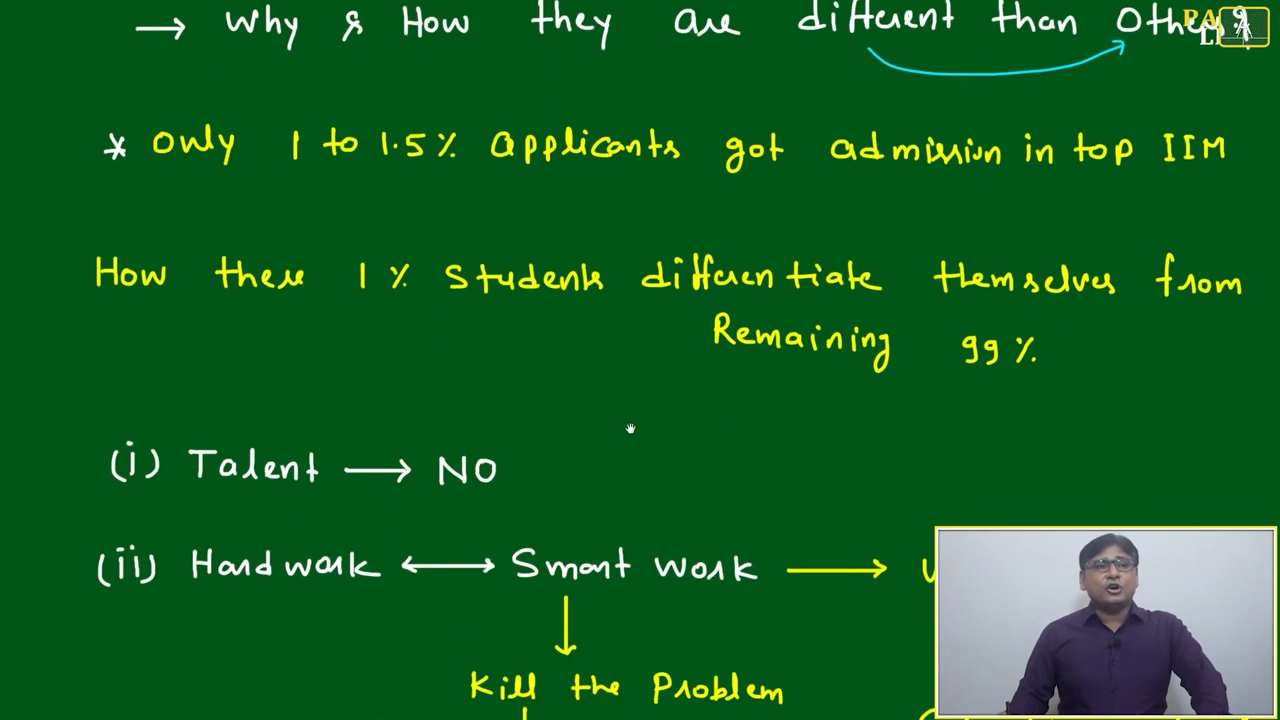 → Why & How they are different than Others
* Only 1 to 1.5% applicants got admission in top IIM
How these 1% students differentiate themselves from
Remaining 99%
(i) Talent → NO
(ii) Hardwork ↔ Smart work →
Kill the Problem